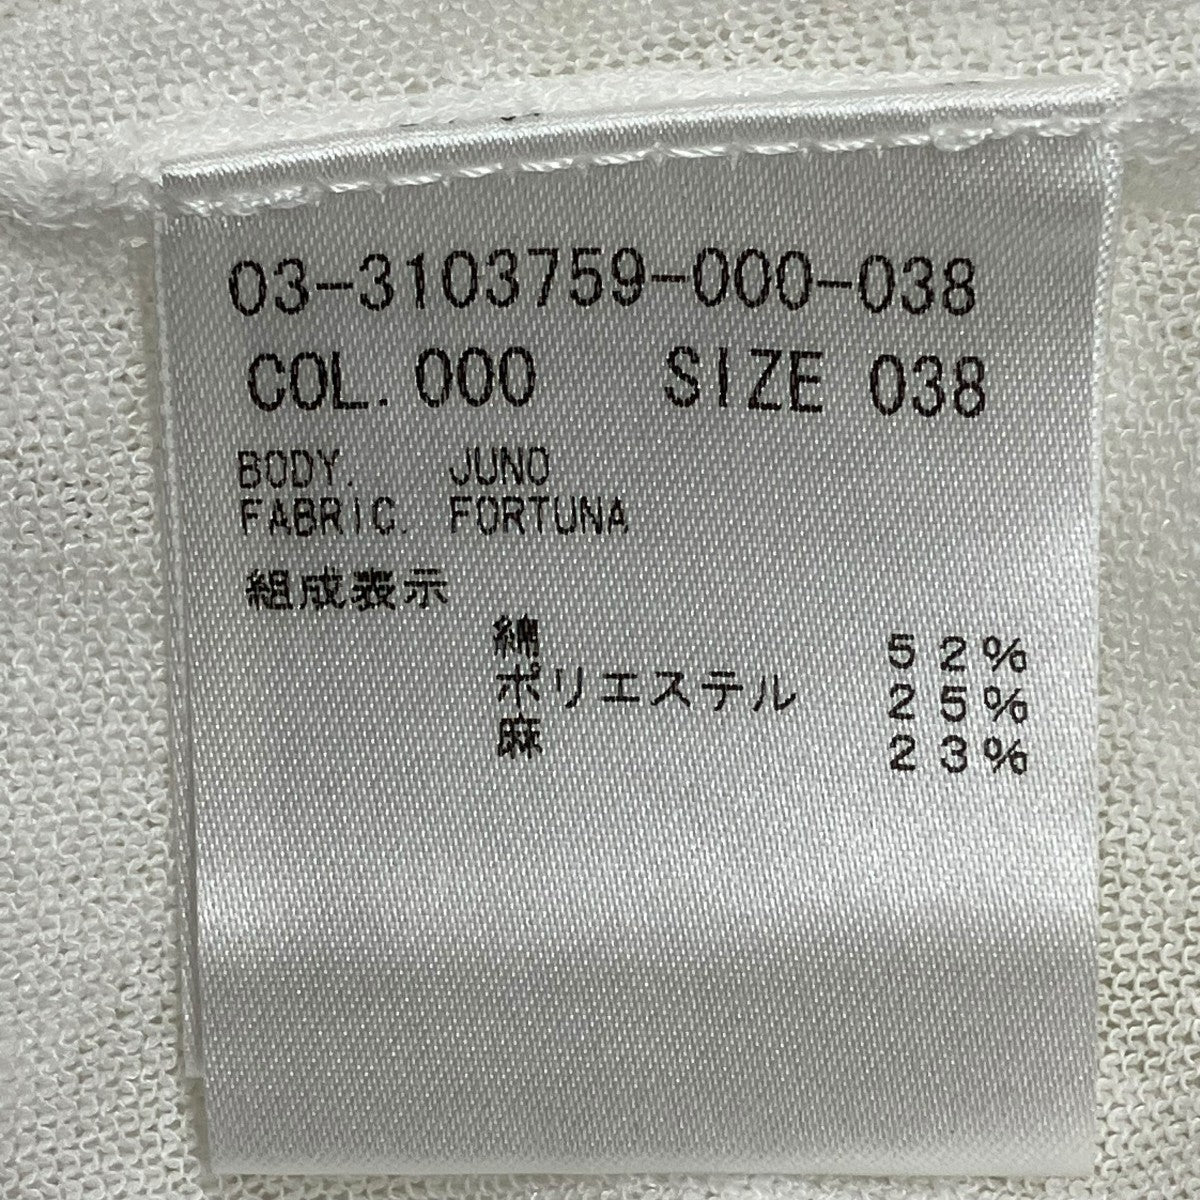 03-3103759-000-038
COL. 000 SIZE 038
BODY. JUNO
FABRIC. FORTUNA
組成表示
綿 52%
ポリエステル 25%
麻 23%